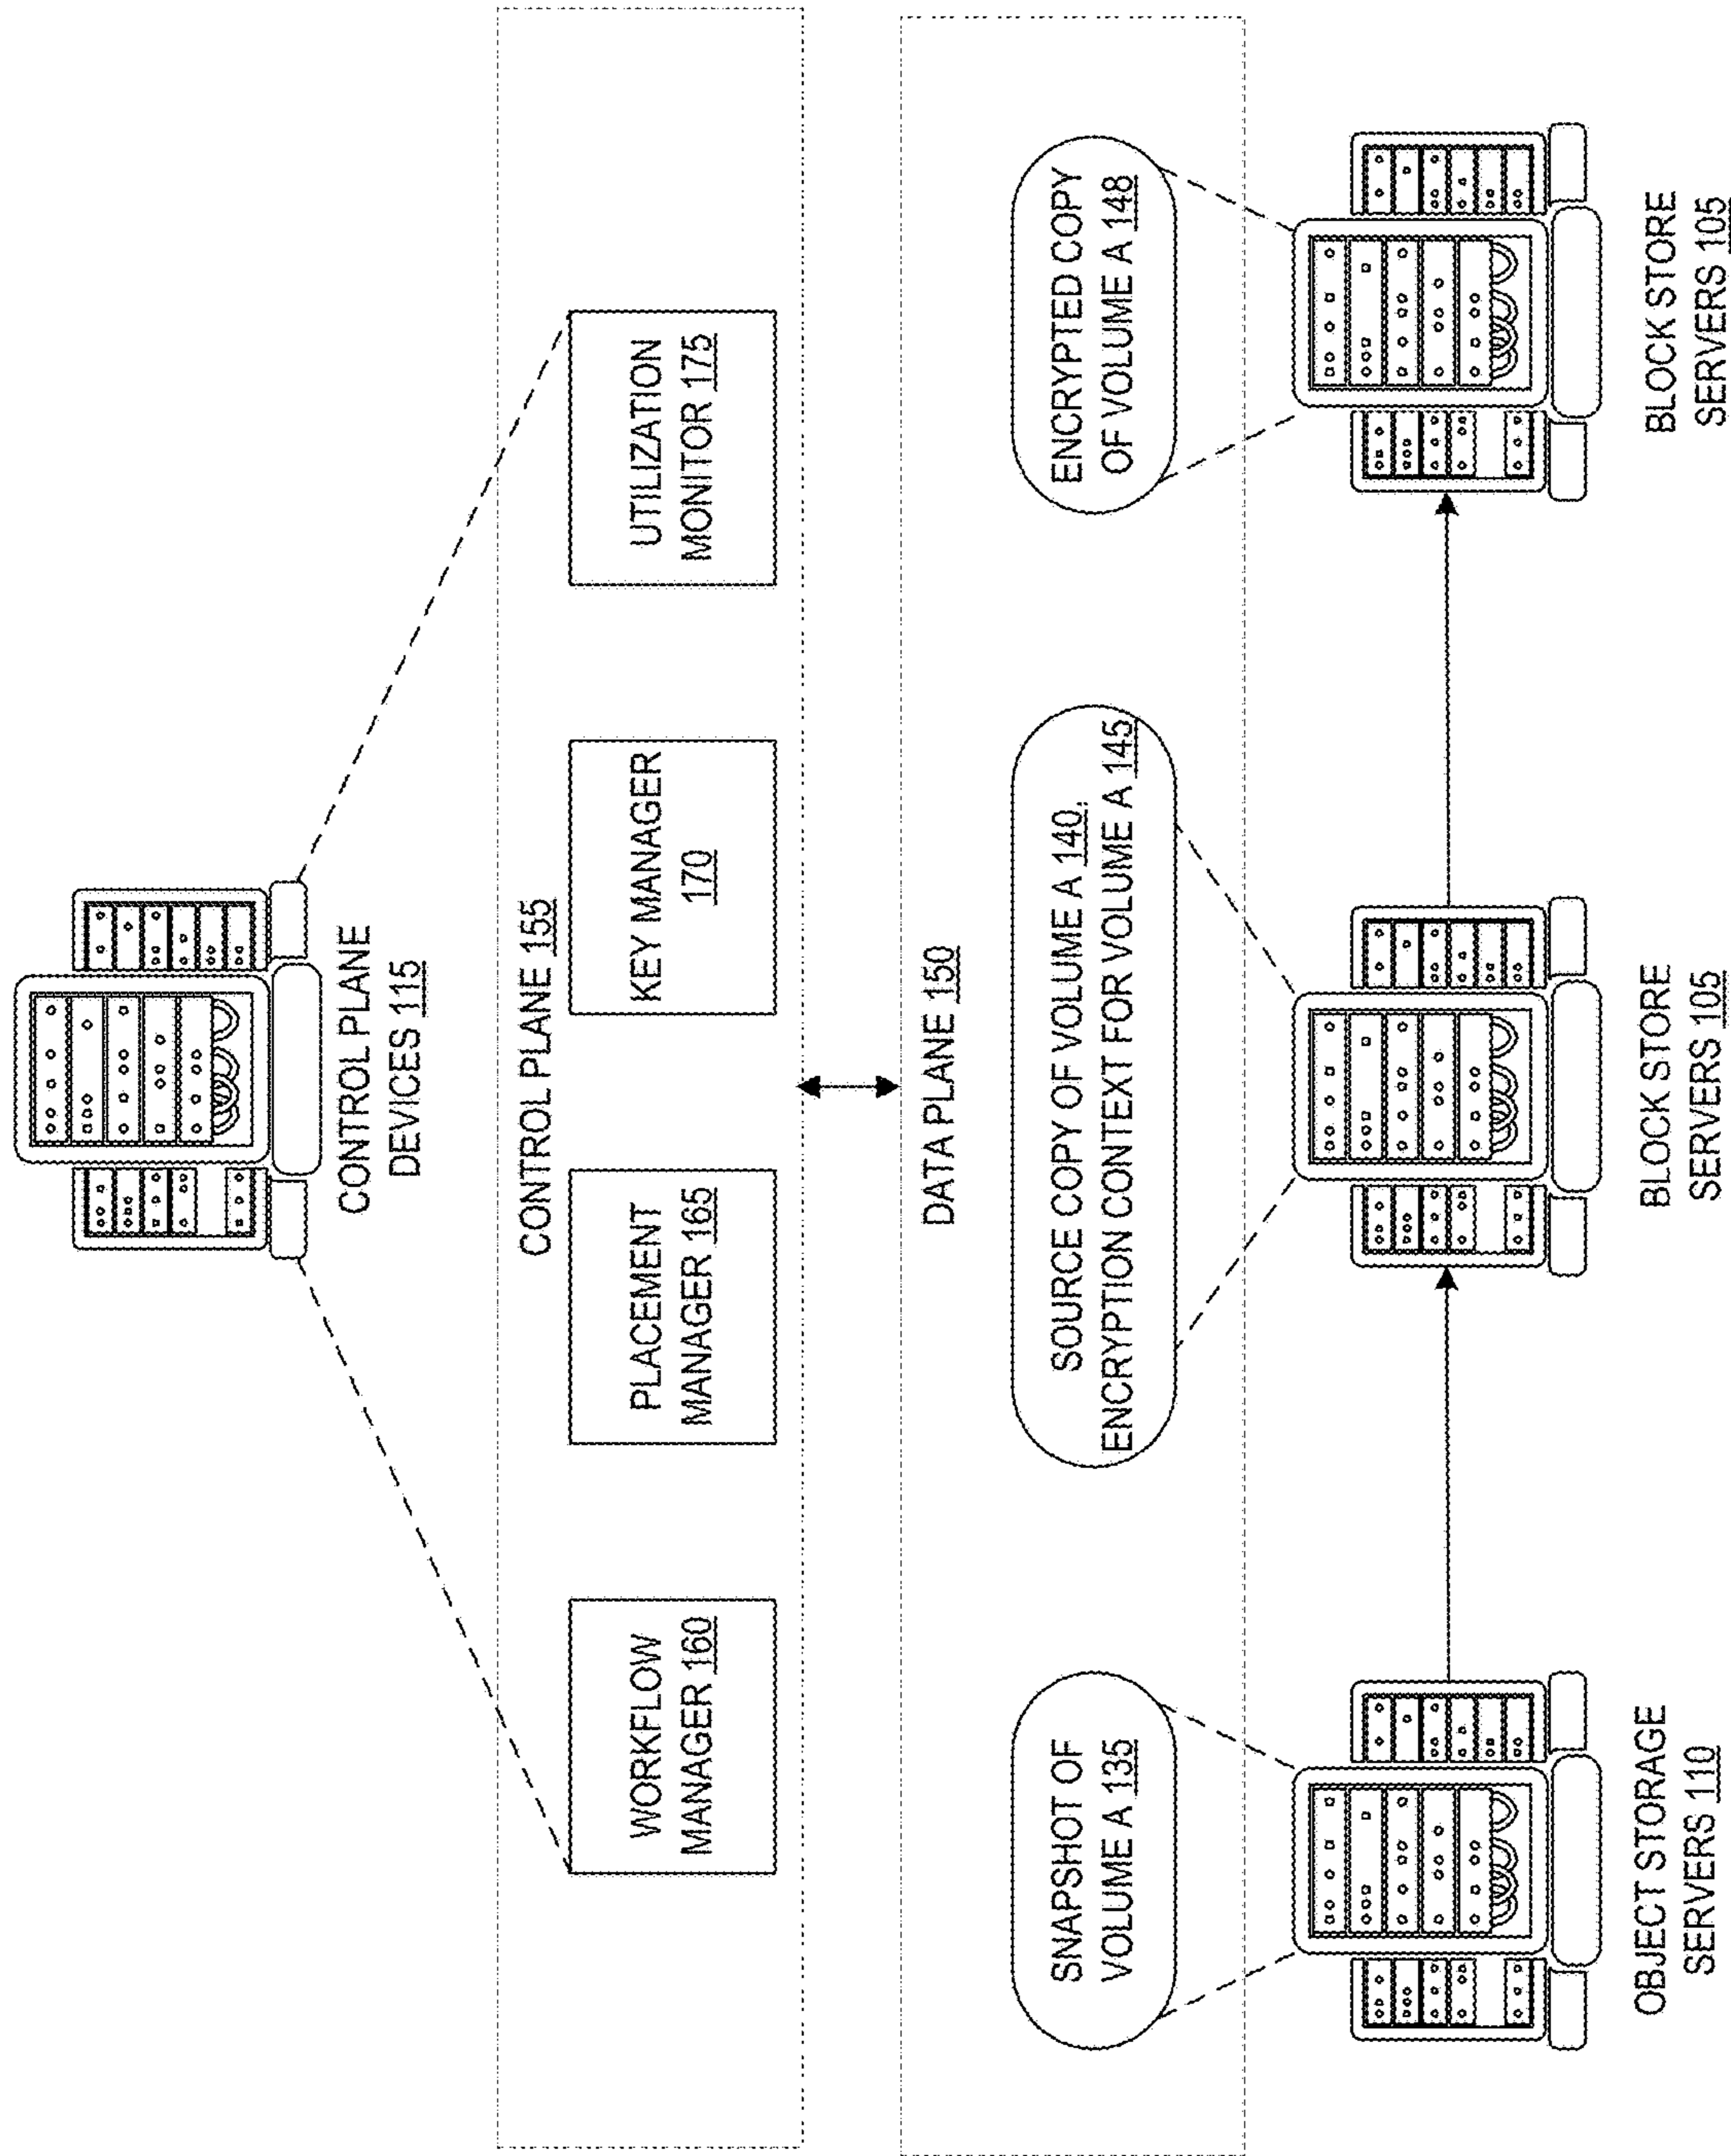 CONTROL PLANE
DEVICES 115
CONTROL PLANE 155
WORKFLOW
MANAGER 160
PLACEMENT
MANAGER 165
KEY MANAGER
170
UTILIZATION
MONITOR 175
DATA PLANE 150
SNAPSHOT OF
VOLUME A 135
SOURCE COPY OF VOLUME A 140,
ENCRYPTION CONTEXT FOR VOLUME A 145
ENCRYPTED COPY
OF VOLUME A 148
OBJECT STORAGE
SERVERS 110
BLOCK STORE
SERVERS 105
BLOCK STORE
SERVERS 105